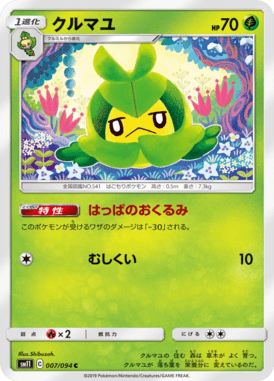 1進化
クルマユ
HP70
クルミルから進化
全国図鑑NO.541 はごもりポケモン 高さ:0.5m 重さ:7.3kg
特性 はっぱのおくるみ
このポケモンが受けるワザのダメージは「-30」される。
むしくい 10
弱点 ×2 抵抗力 にげる
Illus.Shibuzoh.
sm11 007/094 C
クルマユの 住む 森は 草木が よく 育つ。
落ち葉を 栄養分に 変えているため。
©2019 Pokémon/Nintendo/Creatures/GAME FREAK.